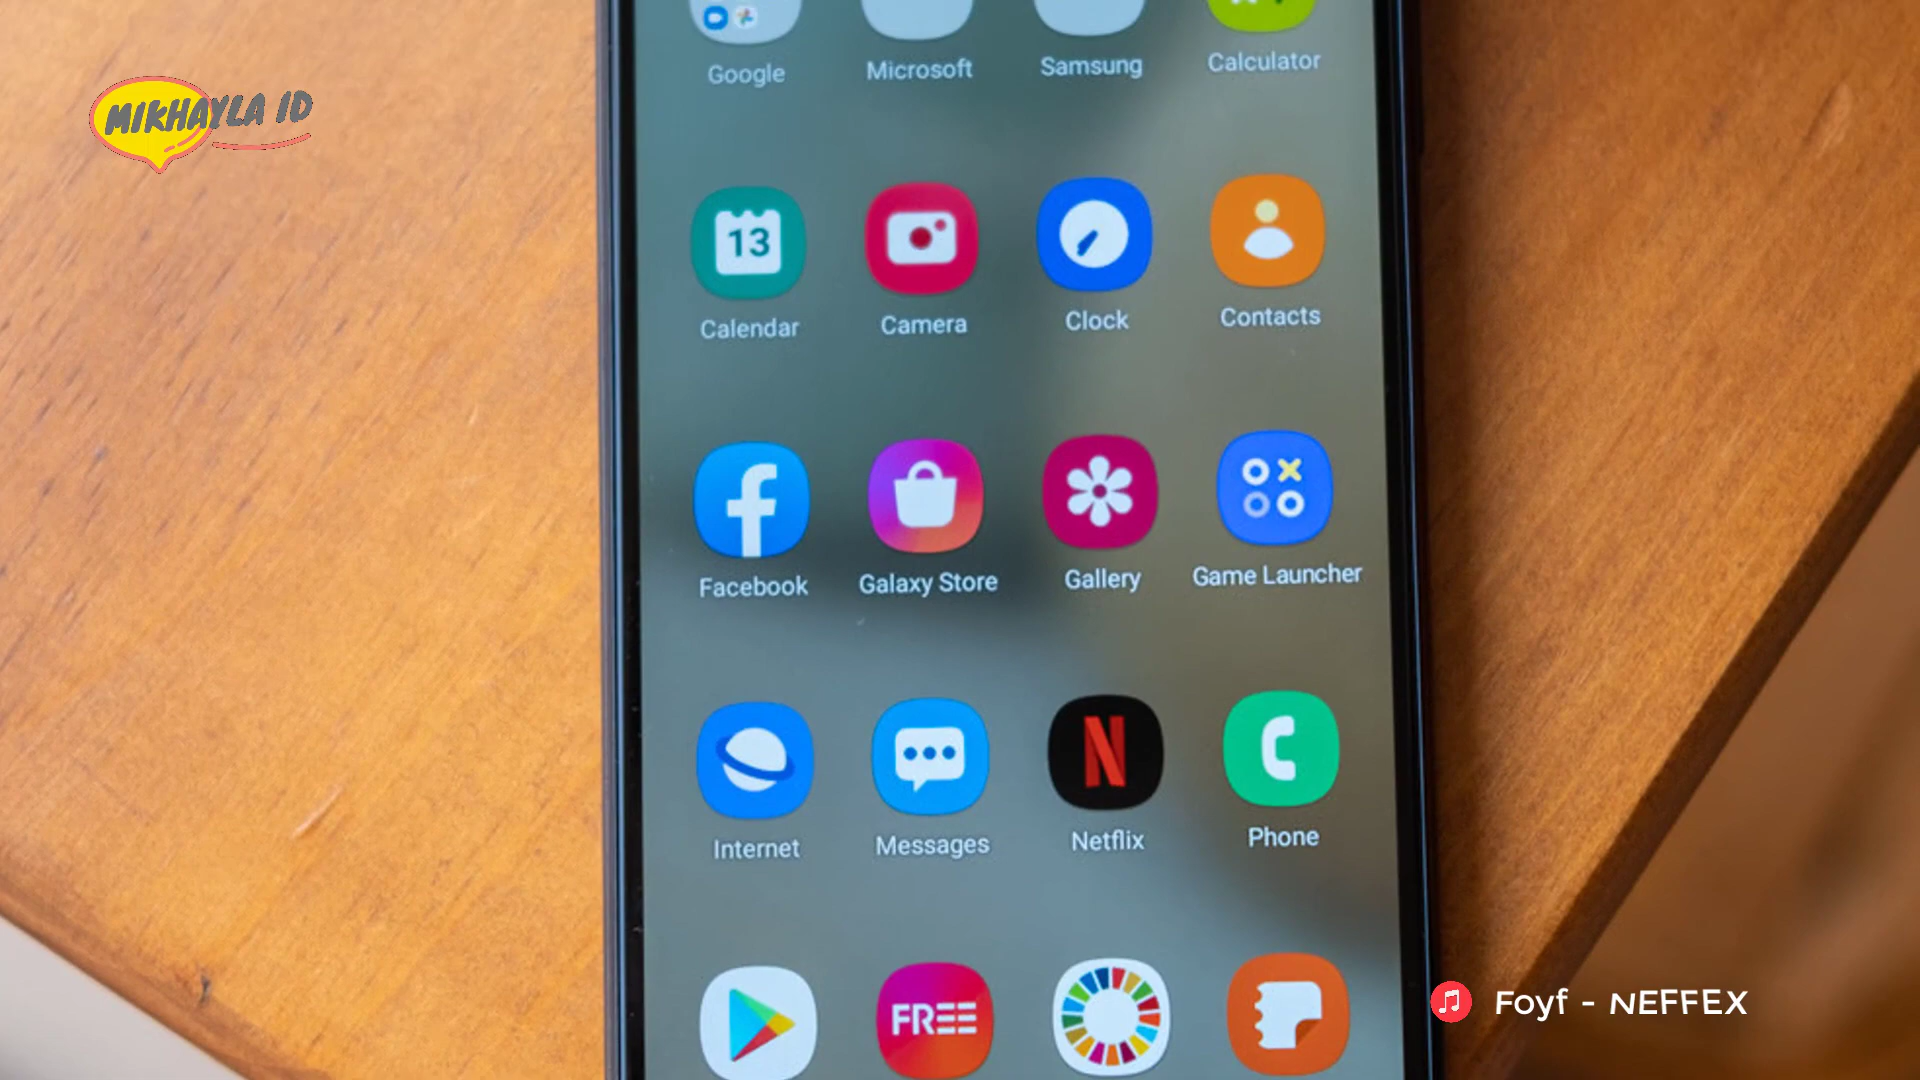 MIKHAYLA ID
Google
Microsoft
Samsung
Calculator
13
Calendar
Camera
Clock
Contacts
Facebook
Galaxy Store
Gallery
Game Launcher
Internet
Messages
Netflix
Phone
FREE
Foyf - NEFFEX